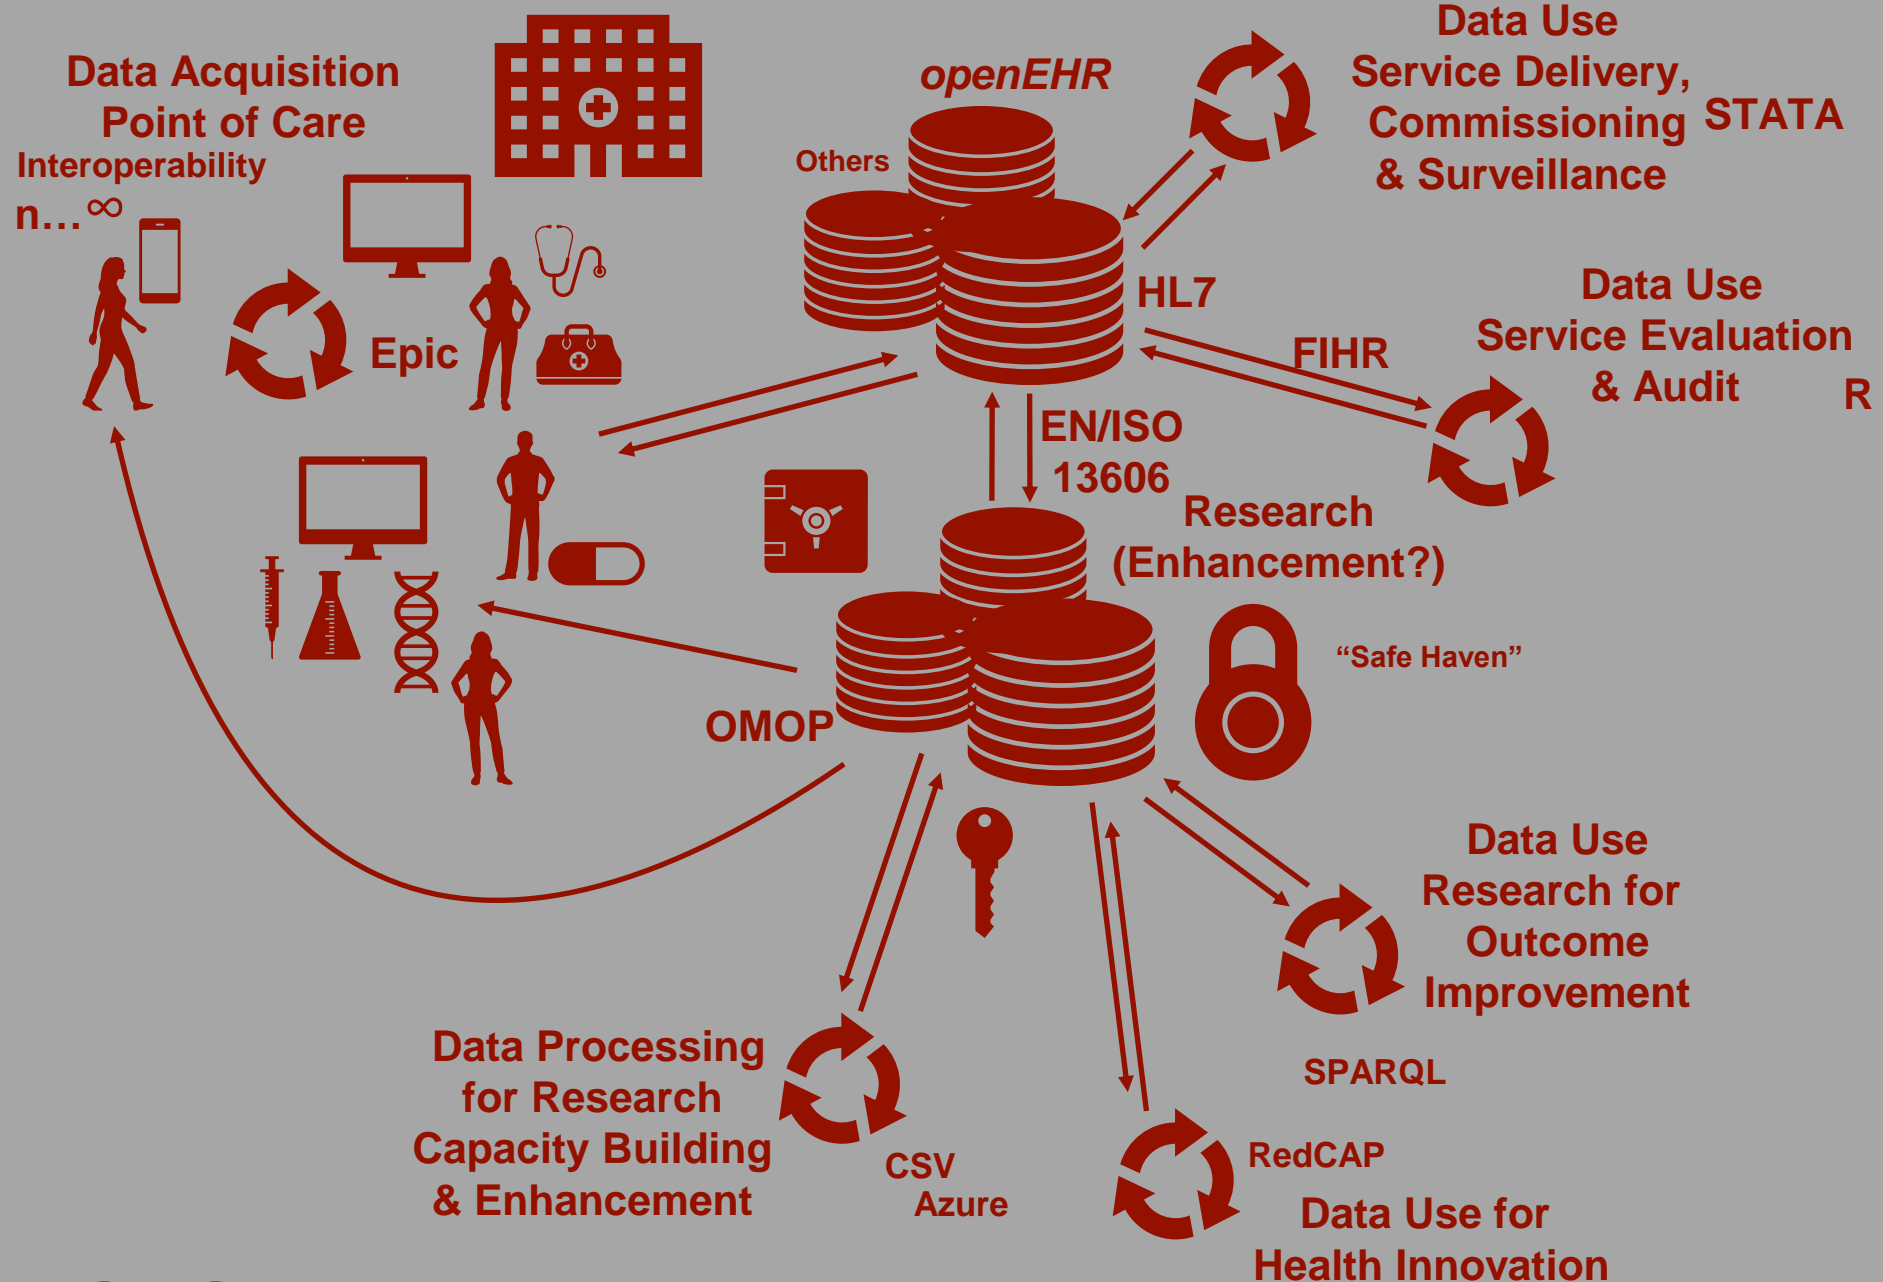 Data Acquisition
Point of Care
Interoperability
n…∞
Epic
openEHR
Others
HL7
Data Use
Service Delivery,
Commissioning
& Surveillance
STATA
FIHR
Data Use
Service Evaluation
& Audit
R
EN/ISO
13606
Research
(Enhancement?)
“Safe Haven”
OMOP
Data Use
Research for
Outcome
Improvement
SPARQL
Data Processing
for Research
Capacity Building
& Enhancement
CSV
Azure
RedCAP
Data Use for
Health Innovation